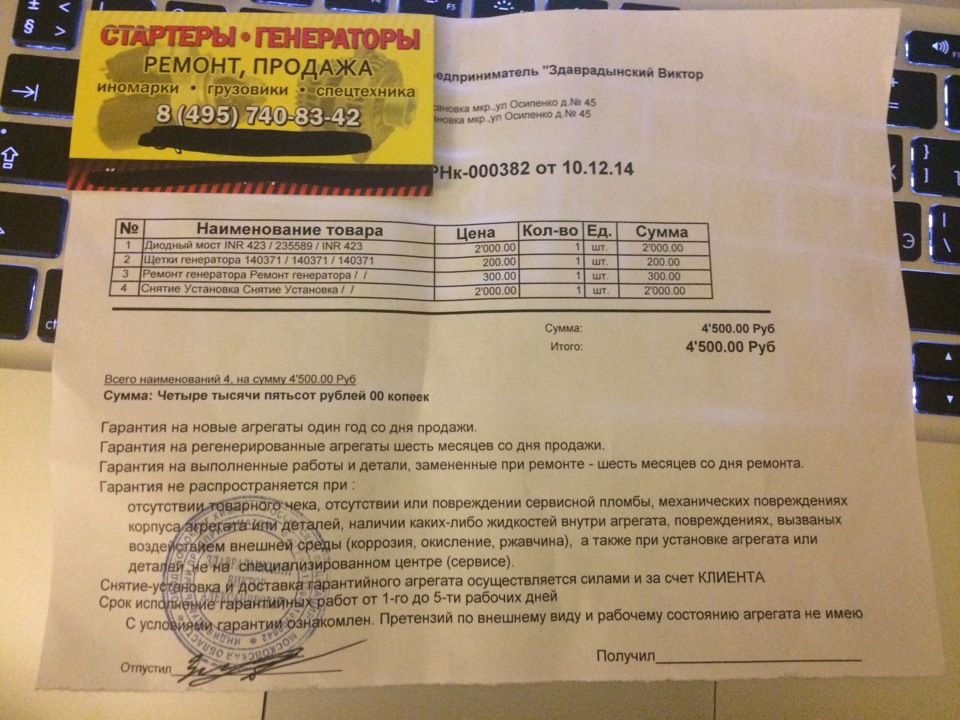 СТАРТЕРЫ • ГЕНЕРАТОРЫ
РЕМОНТ, ПРОДАЖА
иномарки • грузовики • спецтехника
8 (495) 740-83-42
едприниматель "Здаврадынский Виктор
ановка мкр.,ул Осипенко д.№ 45
новка мкр.,ул Осипенко д.№ 45
РНк-000382 от 10.12.14
№ Наименование товара Цена Кол-во Ед. Сумма
1 Диодный мост INR 423 / 235589 / INR 423 2'000.00 1 шт. 2'000.00
2 Щетки генератора 140371 / 140371 / 140371 200.00 1 шт. 200.00
3 Ремонт генератора Ремонт генератора / / 300.00 1 шт. 300.00
4 Снятие Установка Снятие Установка / / 2'000.00 1 шт. 2'000.00
Сумма: 4'500.00 Руб
Итого: 4'500.00 Руб
Всего наименований 4, на сумму 4'500.00 Руб
Сумма: Четыре тысячи пятьсот рублей 00 копеек
Гарантия на новые агрегаты один год со дня продажи.
Гарантия на регенерированные агрегаты шесть месяцев со дня продажи.
Гарантия на выполненные работы и детали, замененные при ремонте - шесть месяцев со дня ремонта.
Гарантия не распространяется при :
отсутствии товарного чека, отсутствии или повреждении сервисной пломбы, механических повреждениях
корпуса агрегата или деталей, наличии каких-либо жидкостей внутри агрегата, повреждениях, вызваных
воздействием внешней среды (коррозия, окисление, ржавчина), а также при установке агрегата или
деталей не на специализированном центре (сервисе).
Снятие-установка и доставка гарантийного агрегата осуществляется силами и за счет КЛИЕНТА
Срок исполнение гарантийных работ от 1-го до 5-ти рабочих дней
С условиями гарантии ознакомлен. Претензий по внешнему виду и рабочему состоянию агрегата не имею
ЗДАВРАДЫНСКИЙ
ВИКТОР
АЛЕКСАНДРОВИЧ
МОСКОВСКАЯ ОБЛАСТЬ
Отпустил
Получил